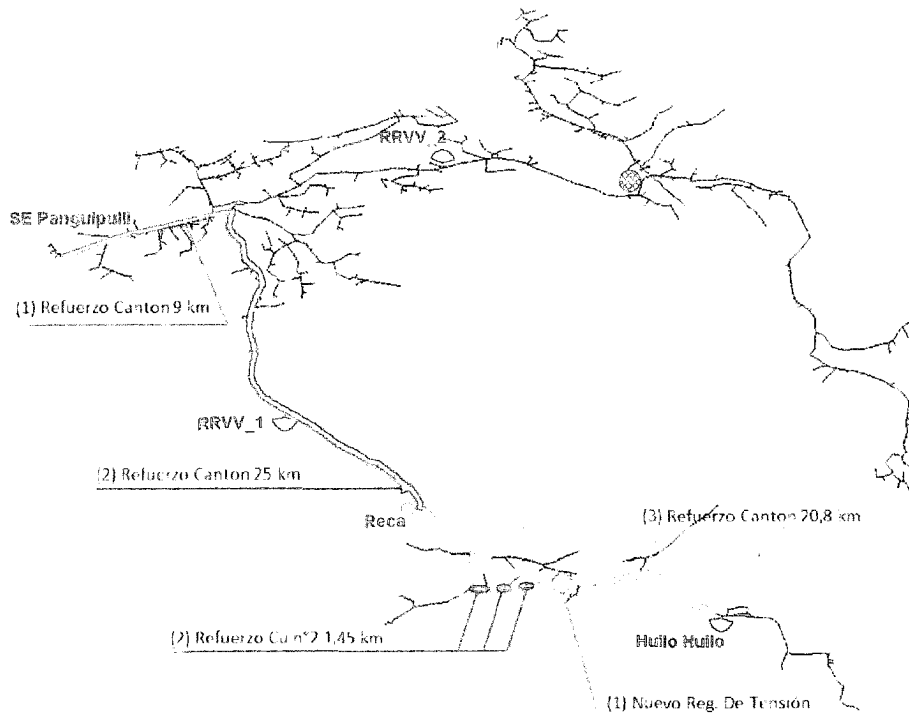 RRVV_2
SE Panguipulli
(1) Refuerzo Canton 9 km
RRVV_1
(2) Refuerzo Canton 25 km
Reca
(3) Refuerzo Canton 20,8 km
(2) Refuerzo Cu n°2 1,45 km
Huilo Huilo
(1) Nuevo Reg. De Tensión